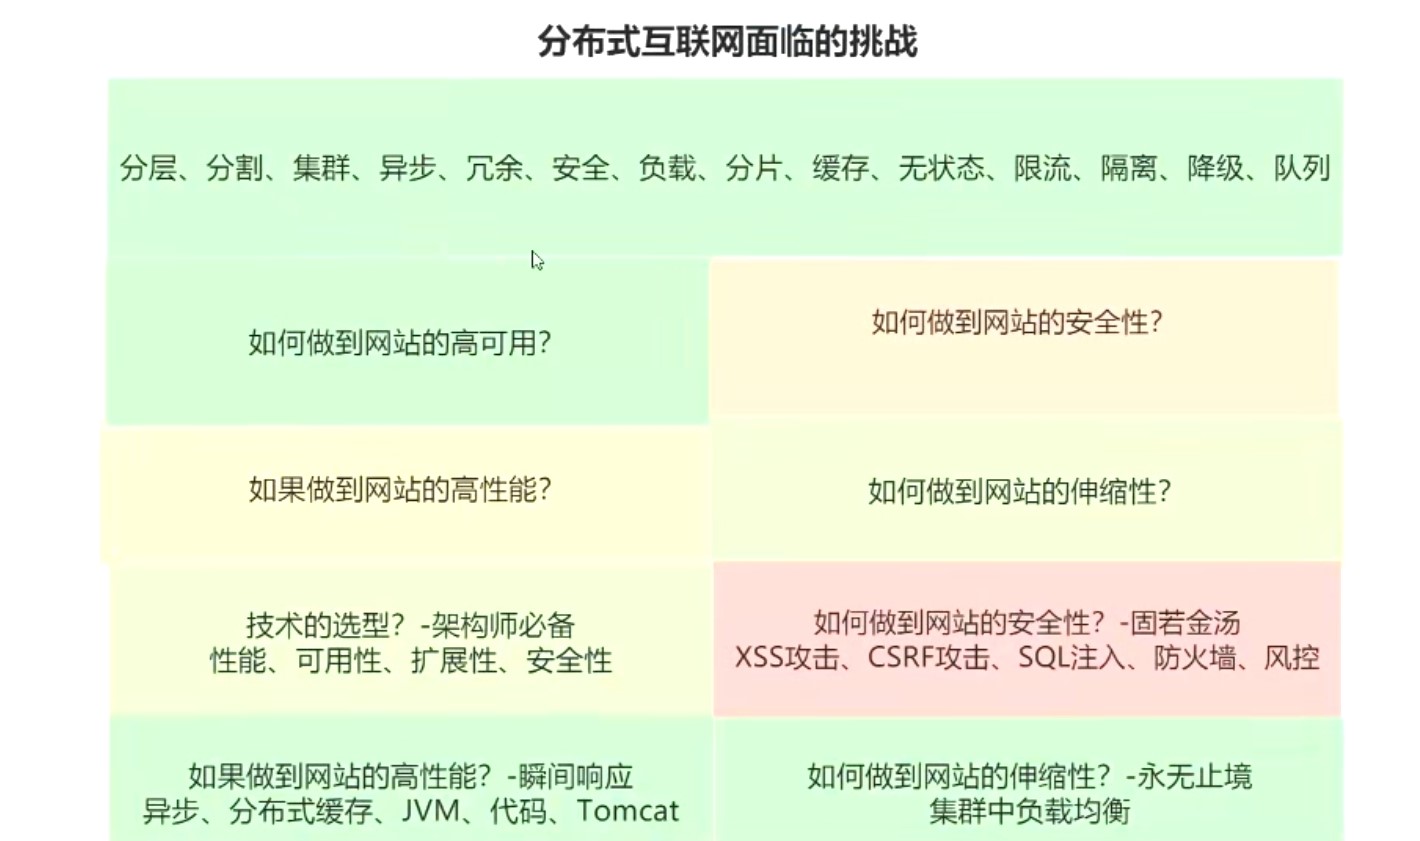 分布式互联网面临的挑战
分层、分割、集群、异步、冗余、安全、负载、分片、缓存、无状态、限流、隔离、降级、队列
如何做到网站的高可用?
如何做到网站的安全性?
如果做到网站的高性能?
如何做到网站的伸缩性?
技术的选型? -架构师必备
性能、可用性、扩展性、安全性
如何做到网站的安全性? -固若金汤
XSS攻击、CSRF攻击、SQL注入、防火墙、风控
如果做到网站的高性能? -瞬间响应
异步、分布式缓存、JVM、代码、Tomcat
如何做到网站的伸缩性? -永无止境
集群中负载均衡